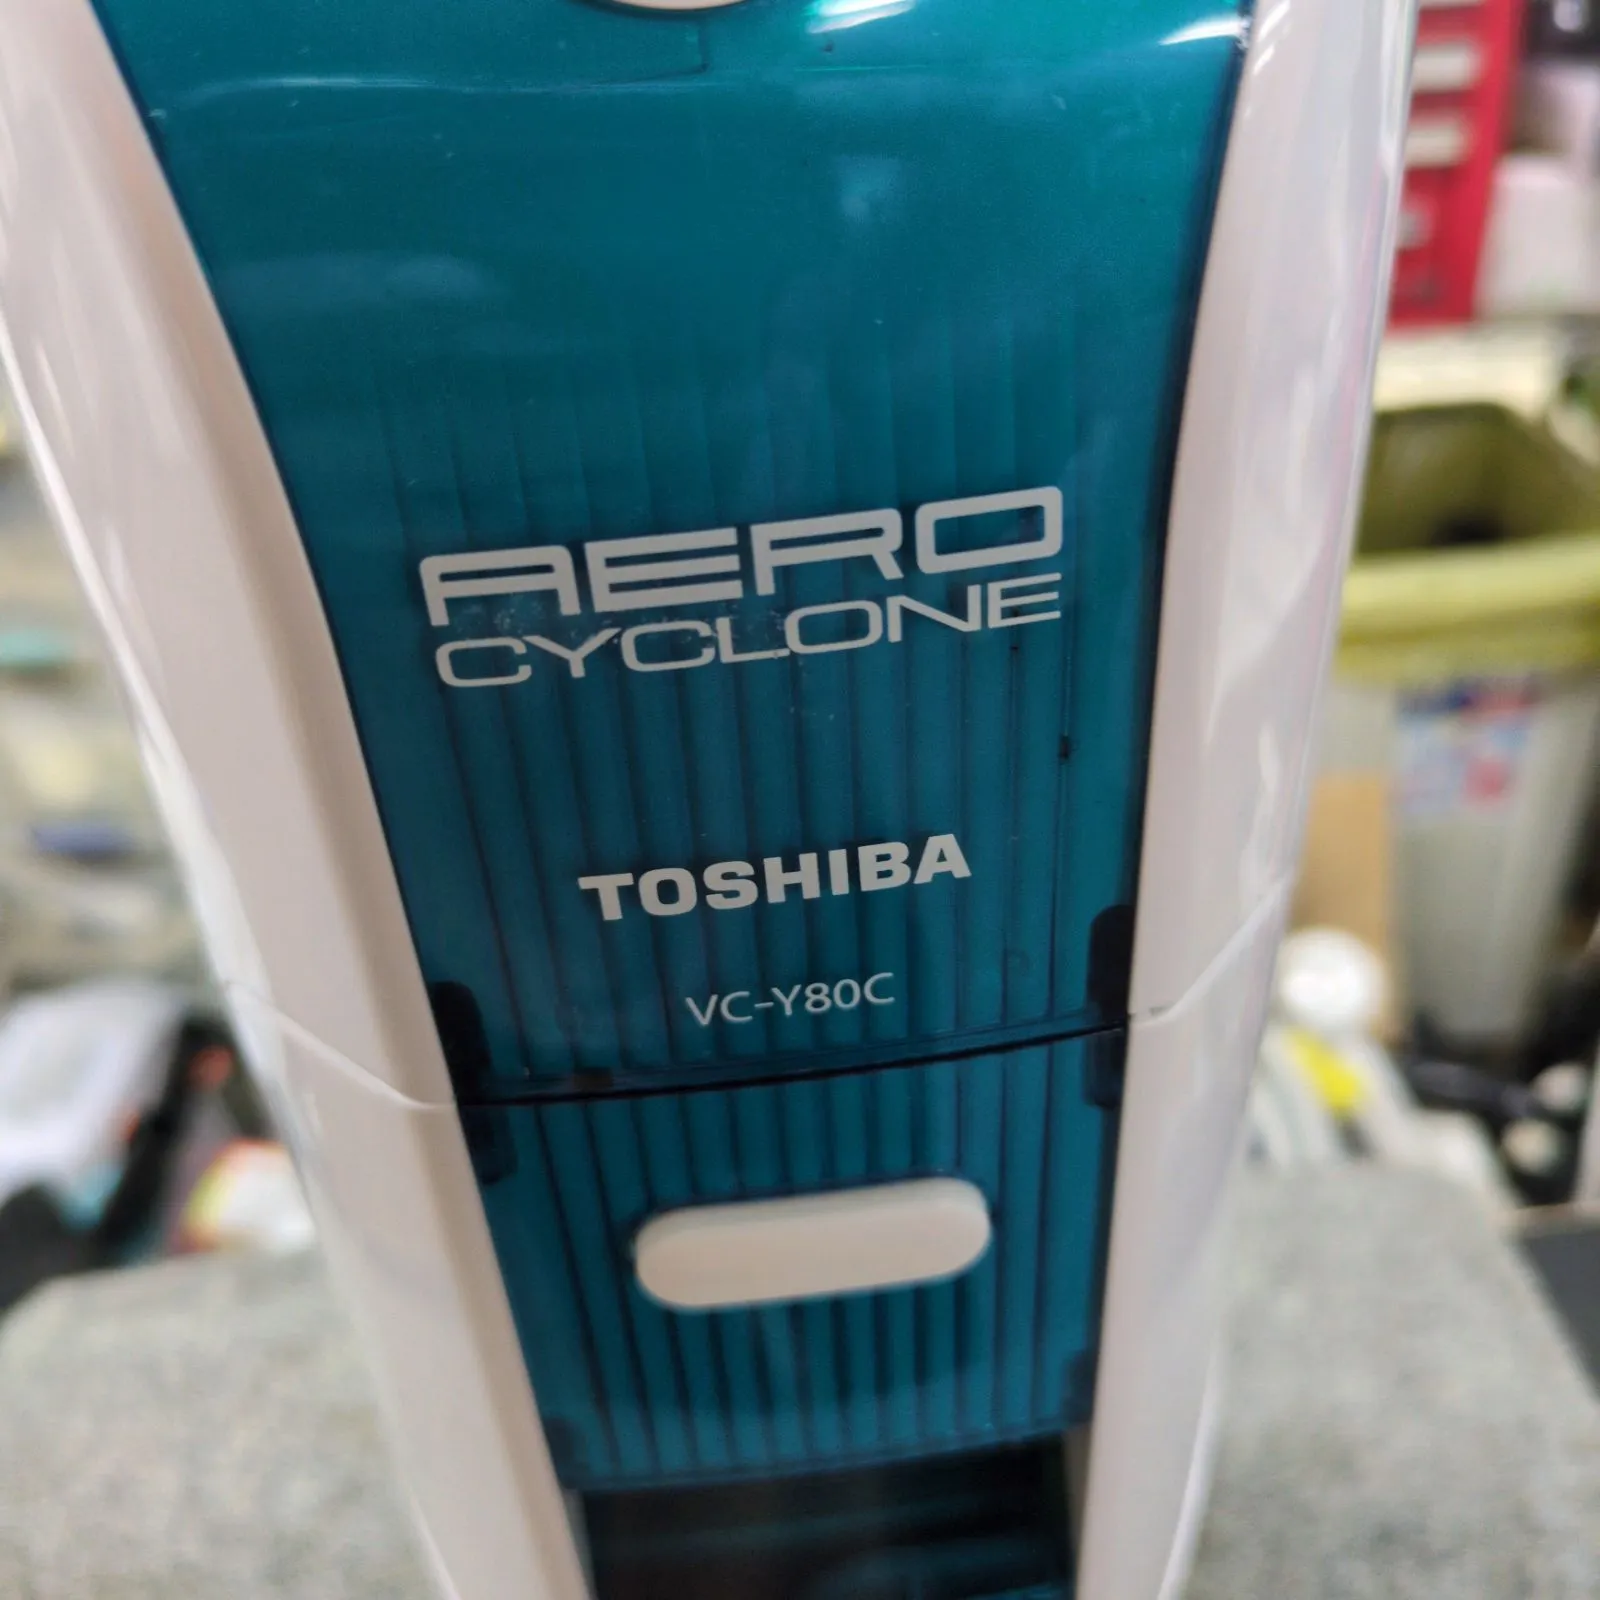 AERO
CYCLONE
TOSHIBA
VC-Y80C